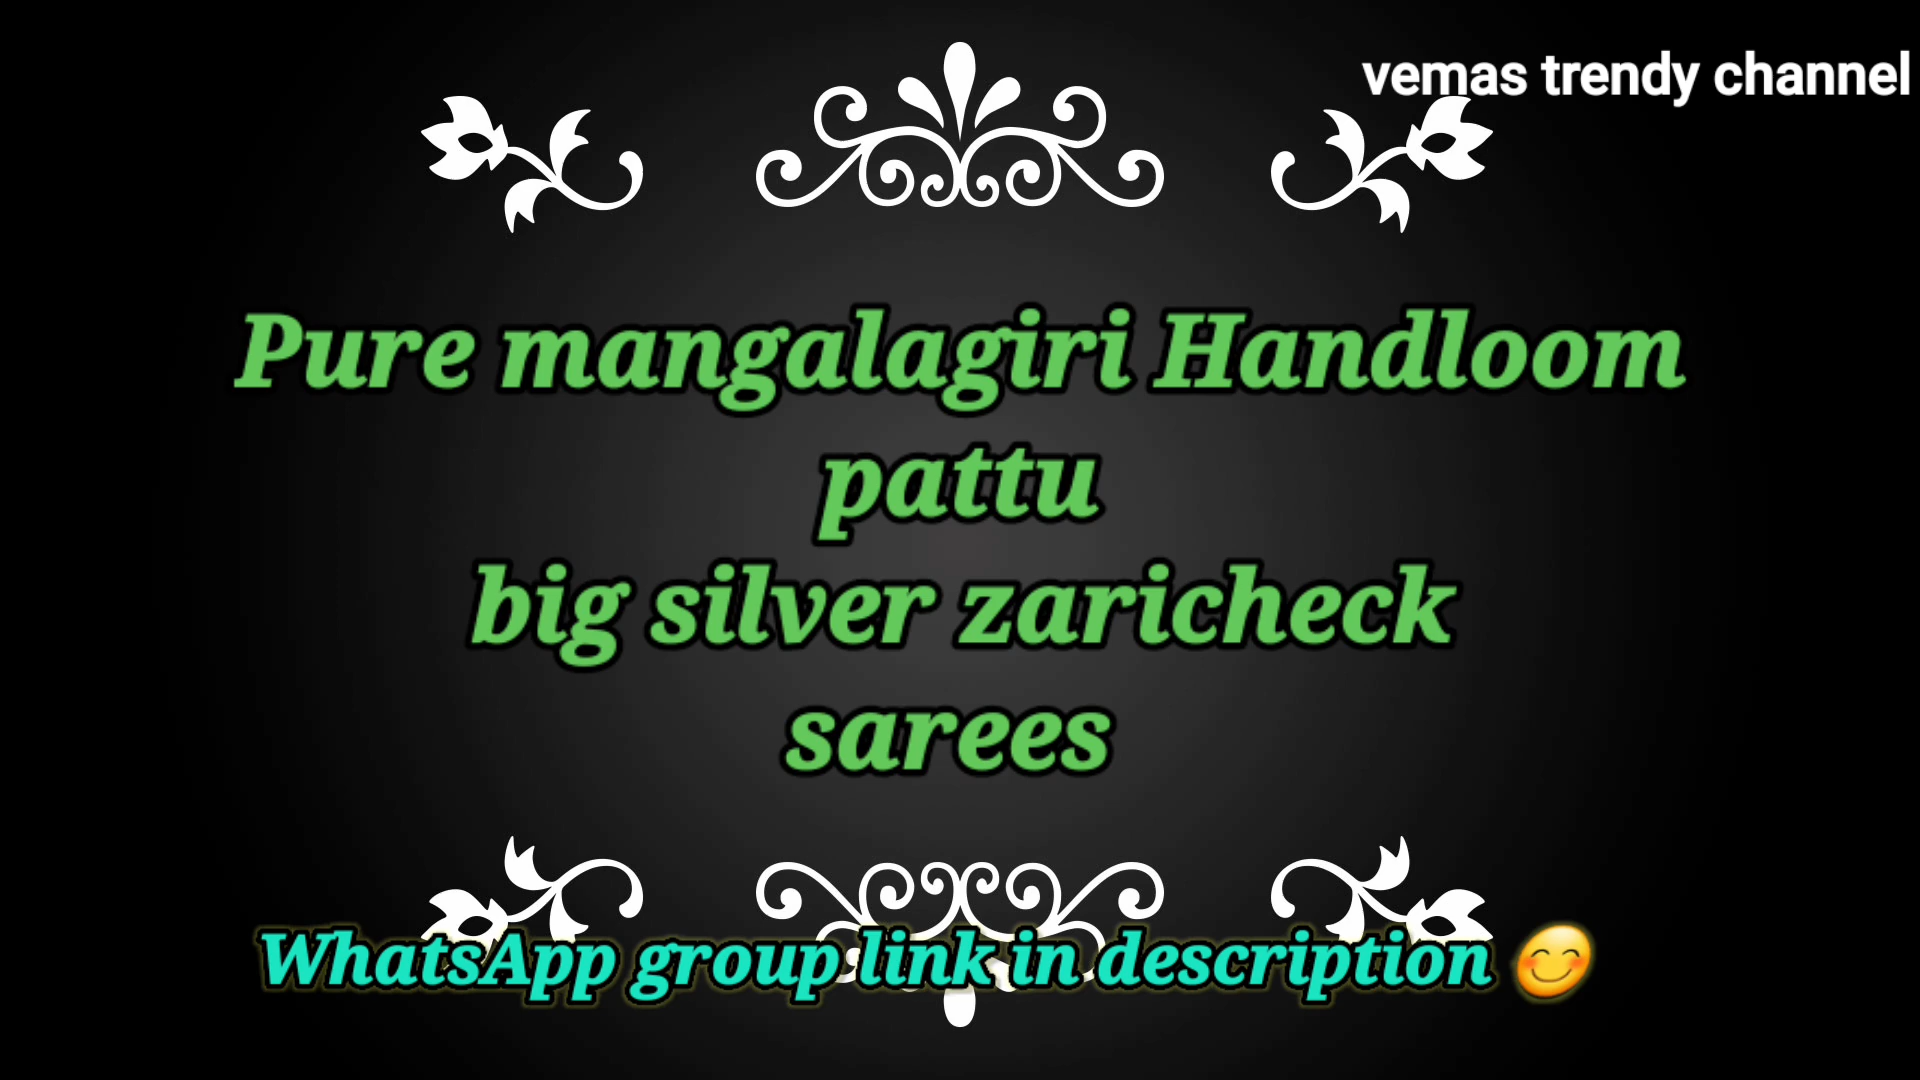 vemas trendy channel
Pure mangalagiri Handloom
pattu
big silver zaricheck
sarees
WhatsApp group link in description 😊